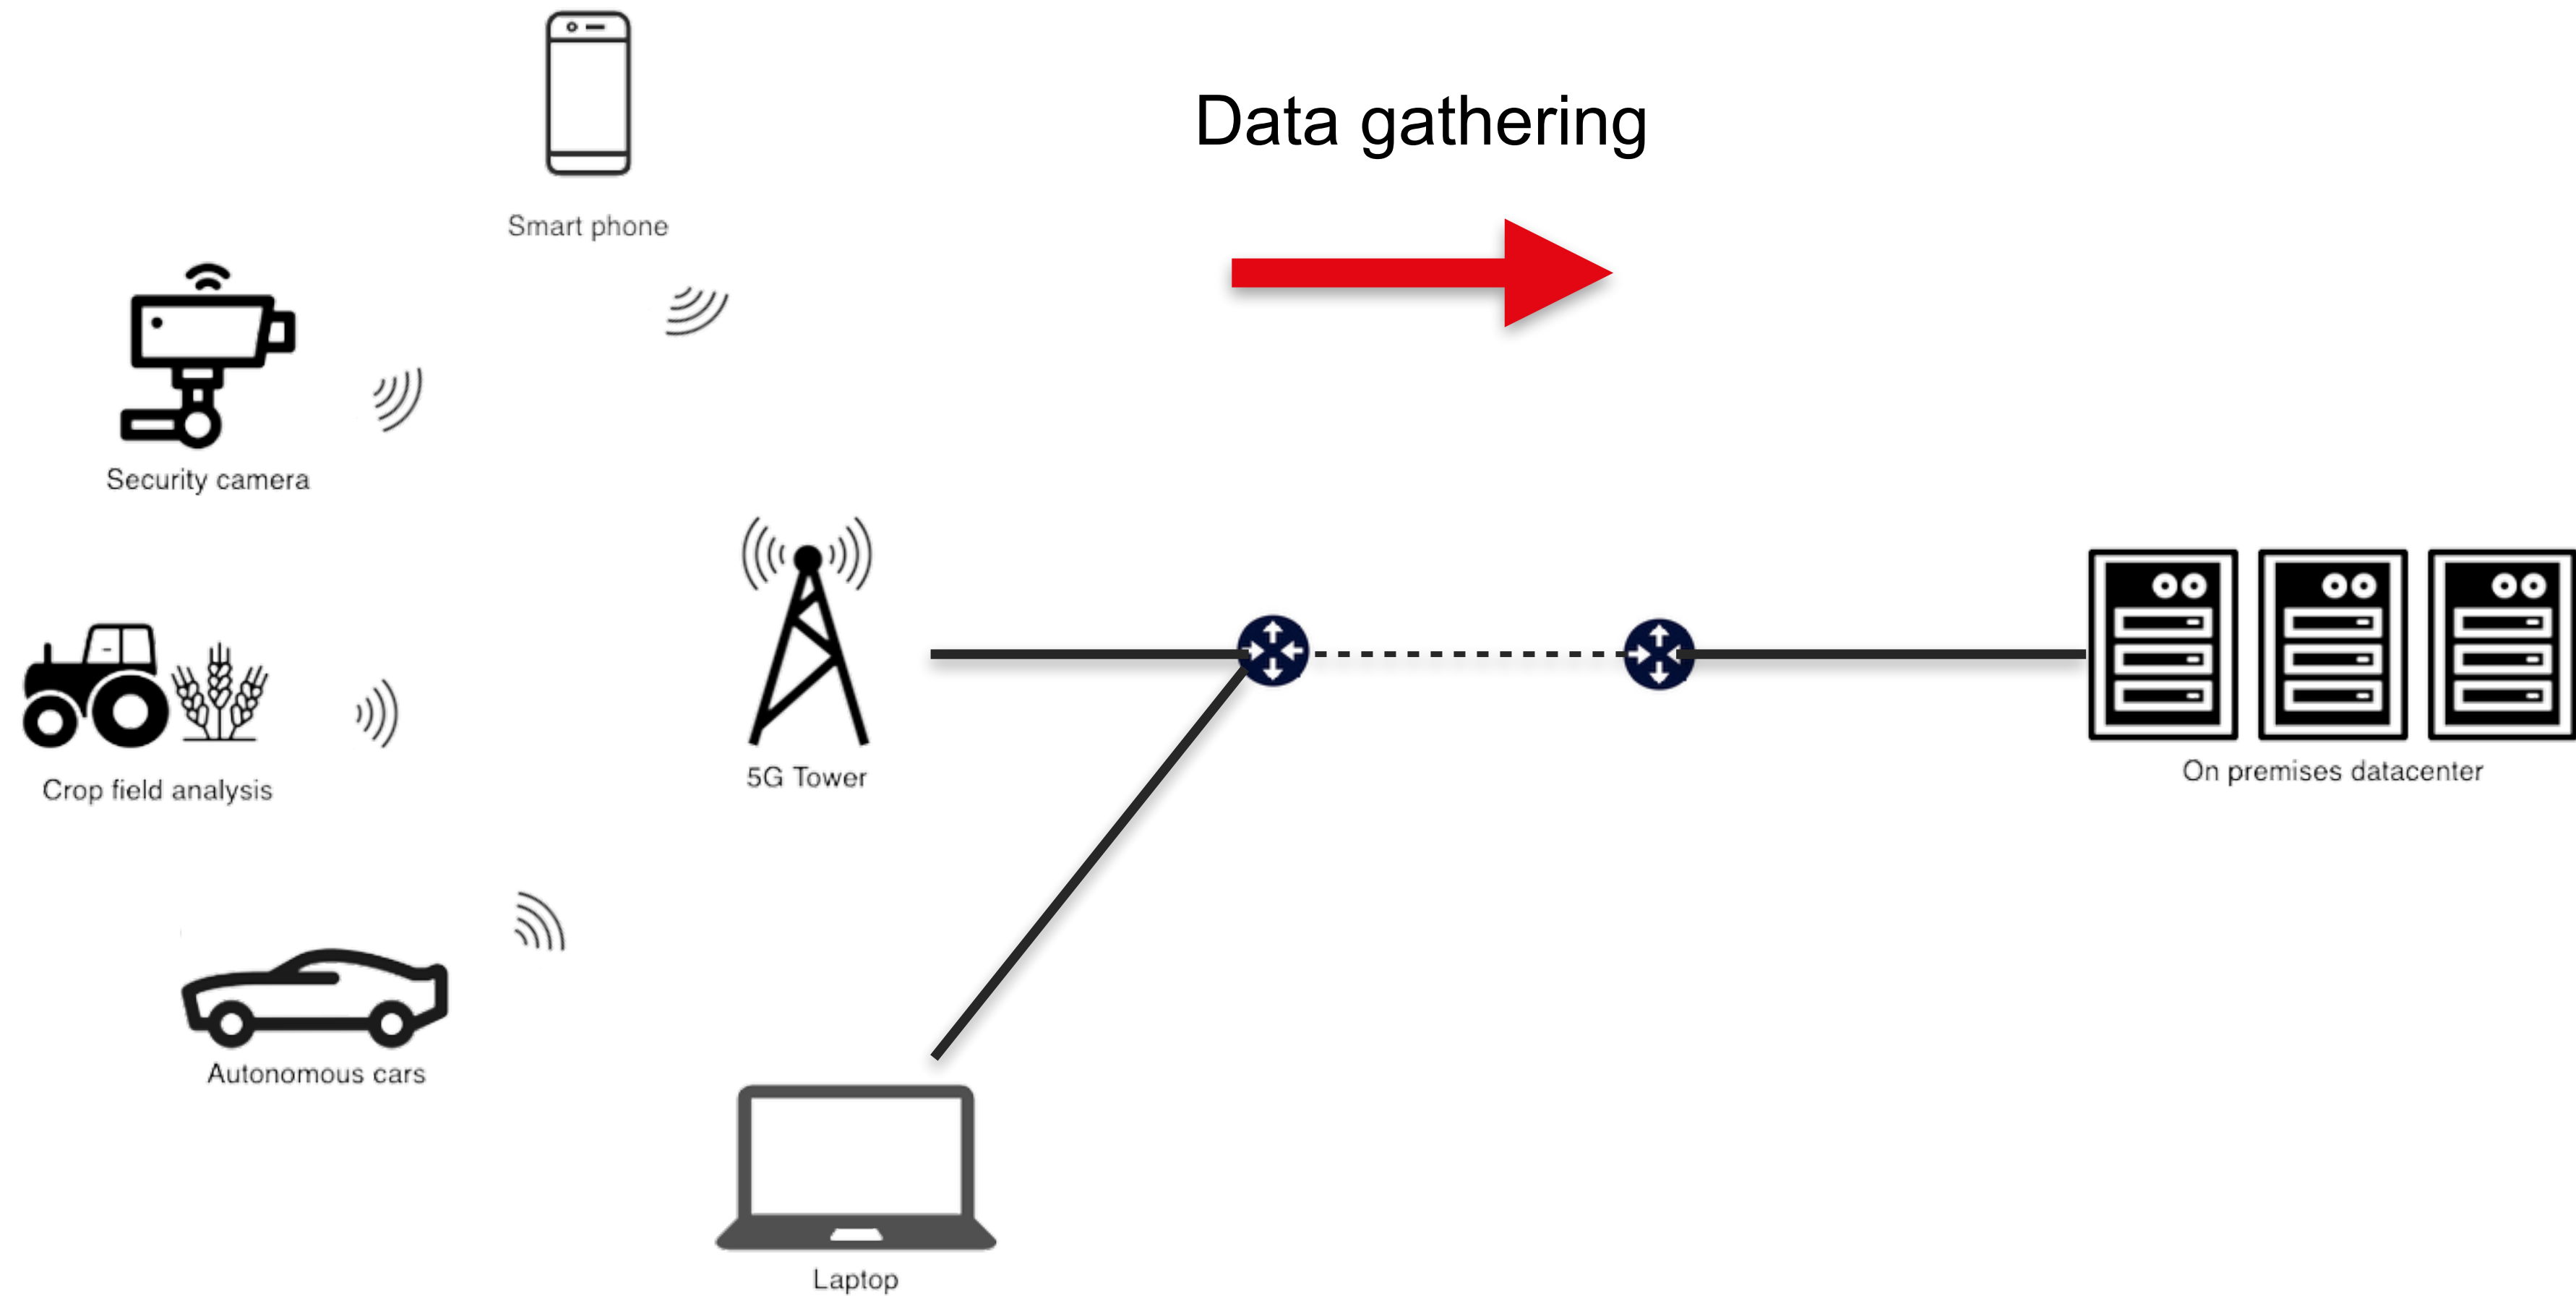 Smart phone
Data gathering
Security camera
5G Tower
Crop field analysis
On premises datacenter
Autonomous cars
Laptop